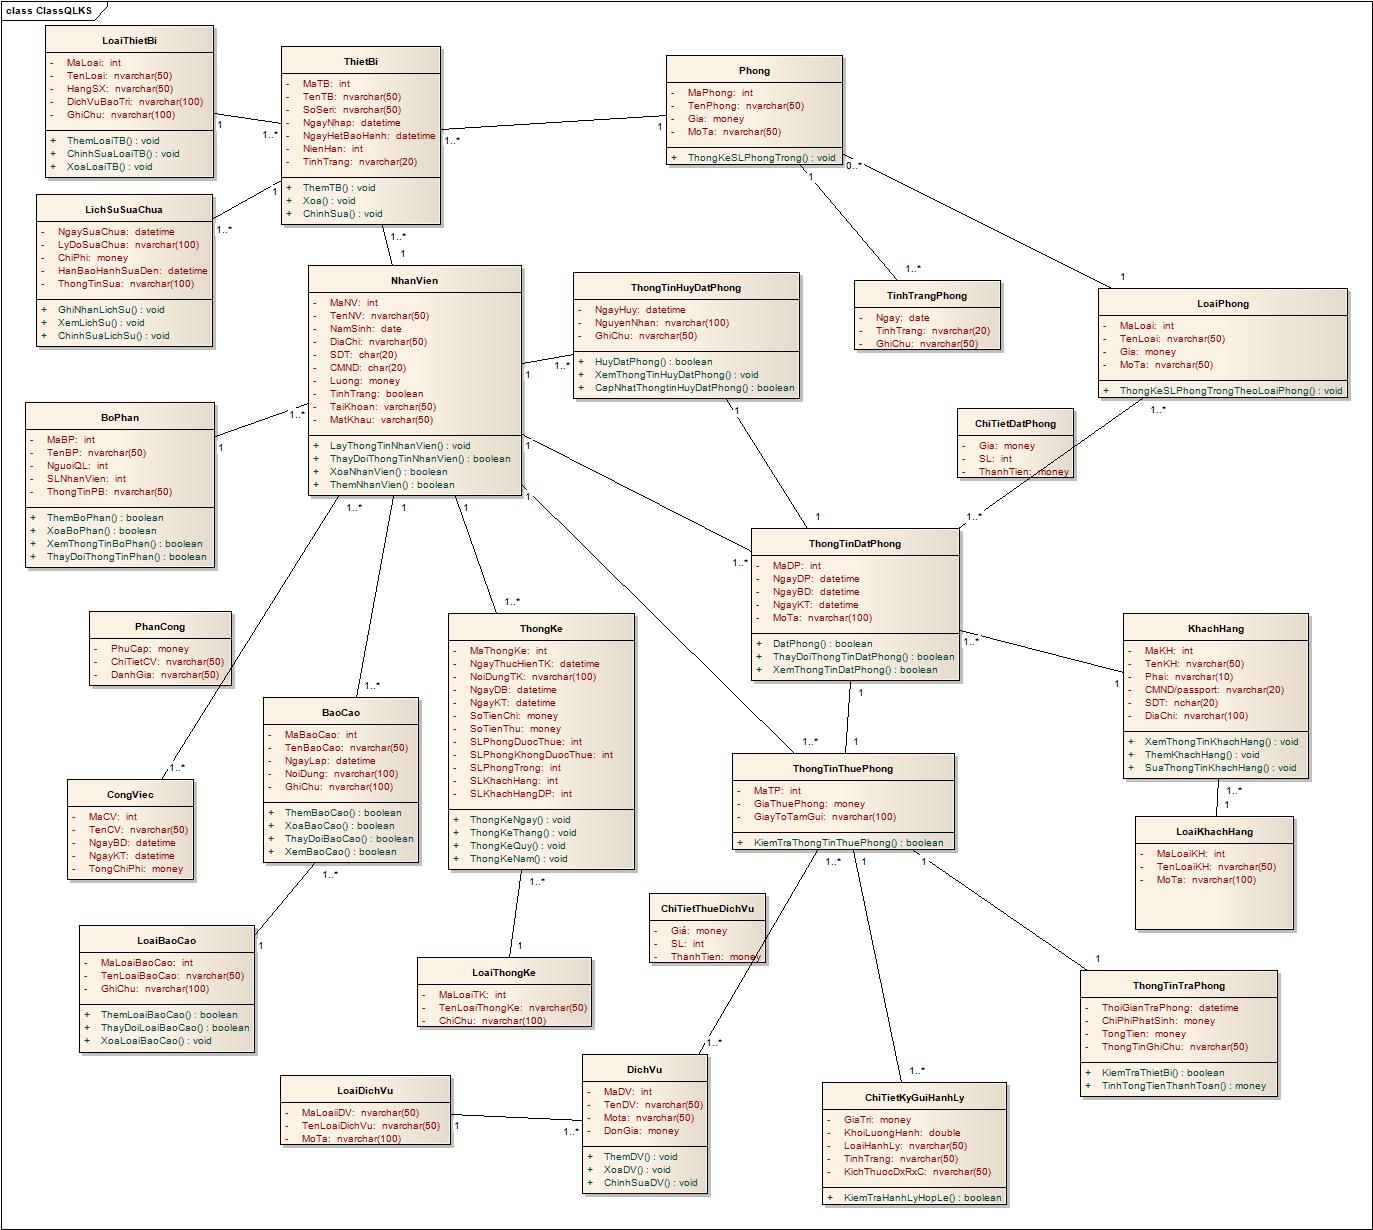 class ClassQLKS
LoaiThietBi
- MaLoai: int
- TenLoai: nvarchar(50)
- HangSX: nvarchar(50)
- DichVuBaoTri: nvarchar(100)
- GhiChu: nvarchar(100)
+ ThemLoaiTB() : void
+ ChinhSuaLoaiTB() : void
+ XoaLoaiTB() : void
1
1..*
ThietBi
- MaTB: int
- TenTB: nvarchar(50)
- SoSeri: nvarchar(50)
- NgayNhap: datetime
- NgayHetBaoHanh: datetime
- NienHan: int
- TinhTrang: nvarchar(20)
+ ThemTB() : void
+ Xoa() : void
+ ChinhSua() : void
1..*
1
Phong
- MaPhong: int
- TenPhong: nvarchar(50)
- Gia: money
- MoTa: nvarchar(50)
+ ThongKeSLPhongTrong() : void
0..*
1
1
1..*
LichSuSuaChua
- NgaySuaChua: datetime
- LyDoSuaChua: nvarchar(100)
- ChiPhi: money
- HanBaoHanhSuaDen: datetime
- ThongTinSua: nvarchar(100)
+ GhiNhanLichSu() : void
+ XemLichSu() : void
+ ChinhSuaLichSu() : void
1
1..*
1..*
1
NhanVien
- MaNV: int
- TenNV: nvarchar(50)
- NamSinh: date
- DiaChi: nvarchar(50)
- SDT: char(20)
- CMND: char(20)
- Luong: money
- TinhTrang: boolean
- TaiKhoan: varchar(50)
- MatKhau: varchar(50)
+ LayThongTinNhanVien() : void
+ ThayDoiThongTinNhanVien() : boolean
+ XoaNhanVien() : boolean
+ ThemNhanVien() : boolean
ThongTinHuyDatPhong
- NgayHuy: datetime
- NguyenNhan: nvarchar(100)
- GhiChu: nvarchar(50)
+ HuyDatPhong() : boolean
+ XemThongTinHuyDatPhong() : void
+ CapNhatThongtinHuyDatPhong() : boolean
1
1..*
1
1
TinhTrangPhong
- Ngay: date
- TinhTrang: nvarchar(20)
- GhiChu: nvarchar(50)
LoaiPhong
- MaLoai: int
- TenLoai: nvarchar(50)
- Gia: money
- MoTa: nvarchar(50)
+ ThongKeSLPhongTrongTheoLoaiPhong() : void
1..*
1..*
ChiTietDatPhong
- Gia: money
- SL: int
- ThanhTien: money
BoPhan
- MaBP: int
- TenBP: nvarchar(50)
- NguoiQL: int
- SLNhanVien: int
- ThongTinPB: nvarchar(50)
+ ThemBoPhan() : boolean
+ XoaBoPhan() : boolean
+ XemThongTinBoPhan() : boolean
+ ThayDoiThongTinPhan() : boolean
1
1..*
1
1..*
1
1..*
ThongTinDatPhong
- MaDP: int
- NgayDP: datetime
- NgayBD: datetime
- NgayKT: datetime
- MoTa: nvarchar(100)
+ DatPhong() : boolean
+ ThayDoiThongTinDatPhong() : boolean
+ XemThongTinDatPhong() : boolean
1..*
1
1
1
KhachHang
- MaKH: int
- TenKH: nvarchar(50)
- Phai: nvarchar(10)
- CMND/passport: nvarchar(20)
- SDT: nchar(20)
- DiaChi: nvarchar(100)
+ XemThongTinKhachHang() : void
+ ThemKhachHang() : void
+ SuaThongTinKhachHang() : void
1..*
1
LoaiKhachHang
- MaLoaiKH: int
- TenLoaiKH: nvarchar(50)
- MoTa: nvarchar(100)
PhanCong
- PhuCap: money
- ChiTietCV: nvarchar(50)
- DanhGia: nvarchar(50)
1..*
1..*
1
1..*
1
1..*
CongViec
- MaCV: int
- TenCV: nvarchar(50)
- NgayBD: datetime
- NgayKT: datetime
- TongChiPhi: money
BaoCao
- MaBaoCao: int
- TenBaoCao: nvarchar(50)
- NgayLap: datetime
- NoiDung: nvarchar(100)
- GhiChu: nvarchar(100)
+ ThemBaoCao() : boolean
+ XoaBaoCao() : boolean
+ ThayDoiBaoCao() : boolean
+ XemBaoCao() : boolean
1..*
1
ThongKe
- MaThongKe: int
- NgayThucHienTK: datetime
- NoiDungTK: nvarchar(100)
- NgayDB: datetime
- NgayKT: datetime
- SoTienChi: money
- SoTienThu: money
- SLPhongDuocThue: int
- SLPhongKhongDuocThue: int
- SLPhongTrong: int
- SLKhachHang: int
- SLKhachHangDP: int
+ ThongKeNgay() : void
+ ThongKeThang() : void
+ ThongKeQuy() : void
+ ThongKeNam() : void
1..*
1
ThongTinThuePhong
- MaTP: int
- GiaThuePhong: money
- GiayToTamGui: nvarchar(100)
+ KiemTraThongTinThuePhong() : boolean
1..*
1
1
ChiTietThueDichVu
- Giá: money
- SL: int
- ThanhTien: money
LoaiBaoCao
- MaLoaiBaoCao: int
- TenLoaiBaoCao: nvarchar(50)
- GhiChu: nvarchar(100)
+ ThemLoaiBaoCao() : boolean
+ ThayDoiLoaiBaoCao() : boolean
+ XoaLoaiBaoCao() : void
LoaiThongKe
- MaLoaiTK: int
- TenLoaiThongKe: nvarchar(50)
- ChiChu: nvarchar(100)
1
ThongTinTraPhong
- ThoiGianTraPhong: datetime
- ChiPhiPhatSinh: money
- TongTien: money
- ThongTinGhiChu: nvarchar(50)
+ KiemTraThietBi() : boolean
+ TinhTongTienThanhToan() : money
LoaiDichVu
- MaLoaiiDV: nvarchar(50)
- TenLoaiDichVu: nvarchar(50)
- MoTa: nvarchar(100)
1
1..*
1..*
DichVu
- MaDV: int
- TenDV: nvarchar(50)
- Mota: nvarchar(50)
- DonGia: money
+ ThemDV() : void
+ XoaDV() : void
+ ChinhSuaDV() : void
1..*
ChiTietKyGuiHanhLy
- GiaTri: money
- KhoiLuongHanh: double
- LoaiHanhLy: nvarchar(50)
- TinhTrang: nvarchar(50)
- KichThuocDxRxC: nvarchar(50)
+ KiemTraHanhLyHopLe() : boolean